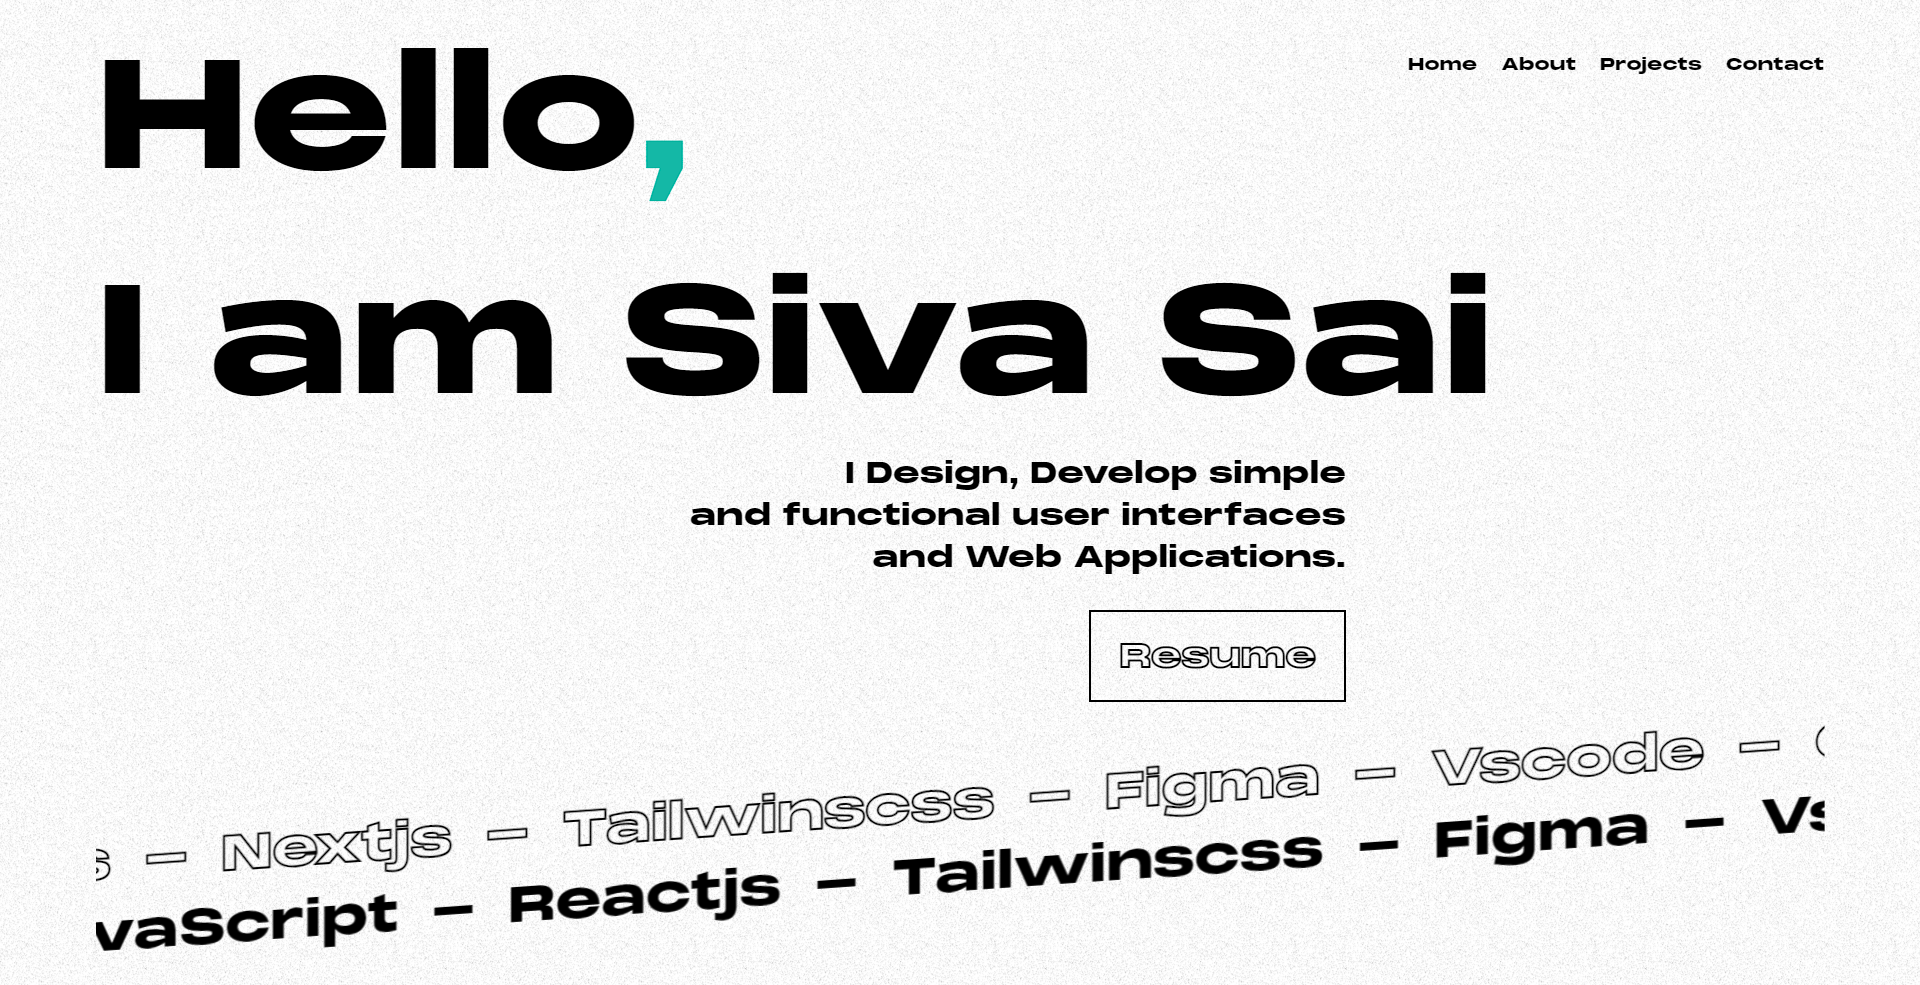 Hello,
Home About Projects Contact
I am Siva Sai
I Design, Develop simple
and functional user interfaces
and Web Applications.
Resume
s – Nextjs – Tailwinscss – Figma – Vscode –
vaScript – Reactjs – Tailwinscss – Figma – Vs